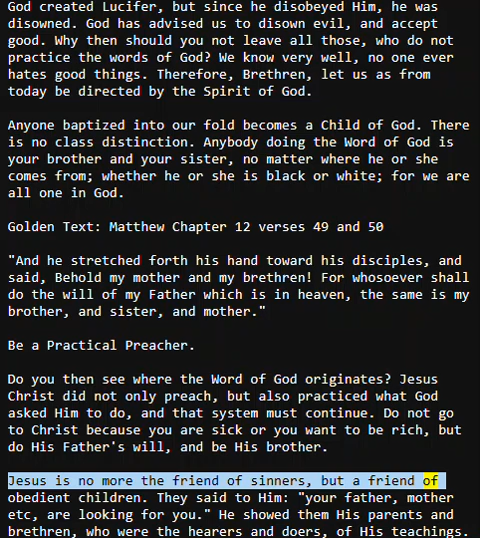 God created Lucifer, but since he disobeyed Him, he was
disowned. God has advised us to disown evil, and accept
good. Why then should you not leave all those, who do not
practice the words of God? We know very well, no one ever
hates good things. Therefore, Brethren, let us as from
today be directed by the Spirit of God.
Anyone baptized into our fold becomes a Child of God. There
is no class distinction. Anybody doing the Word of God is
your brother and your sister, no matter where he or she
comes from; whether he or she is black or white; for we are
all one in God.
Golden Text: Matthew Chapter 12 verses 49 and 50
"And he stretched forth his hand toward his disciples, and
said, Behold my mother and my brethren! For whosoever shall
do the will of my Father which is in heaven, the same is my
brother, and sister, and mother."
Be a Practical Preacher.
Do you then see where the Word of God originates? Jesus
Christ did not only preach, but also practiced what God
asked Him to do, and that system must continue. Do not go
to Christ because you are sick or you want to be rich, but
do His Father's will, and be His brother.
Jesus is no more the friend of sinners, but a friend of
obedient children. They said to Him: "your father, mother
etc, are looking for you." He showed them His parents and
brethren, who were the hearers and doers, of His teachings.